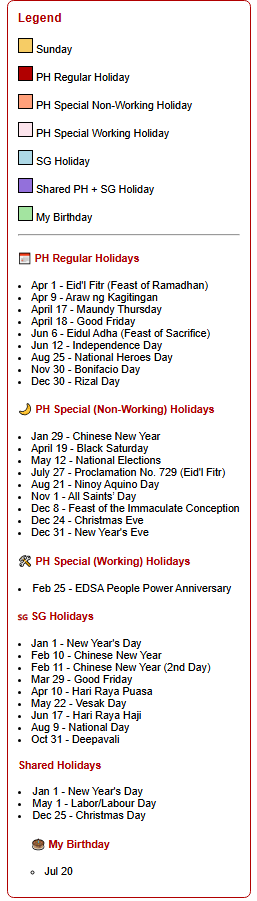 Legend
Sunday
PH Regular Holiday
PH Special Non-Working Holiday
PH Special Working Holiday
SG Holiday
Shared PH + SG Holiday
My Birthday
PH Regular Holidays
Apr 1 - Eid'l Fitr (Feast of Ramadhan)
Apr 9 - Araw ng Kagitingan
April 17 - Maundy Thursday
April 18 - Good Friday
Jun 6 - Eidul Adha (Feast of Sacrifice)
Jun 12 - Independence Day
Aug 25 - National Heroes Day
Nov 30 - Bonifacio Day
Dec 30 - Rizal Day
PH Special (Non-Working) Holidays
Jan 29 - Chinese New Year
April 19 - Black Saturday
May 12 - National Elections
July 27 - Proclamation No. 729 (Eid'l Fitr)
Aug 21 - Ninoy Aquino Day
Nov 1 - All Saints' Day
Dec 8 - Feast of the Immaculate Conception
Dec 24 - Christmas Eve
Dec 31 - New Year's Eve
PH Special (Working) Holidays
Feb 25 - EDSA People Power Anniversary
SG SG Holidays
Jan 1 - New Year's Day
Feb 10 - Chinese New Year
Feb 11 - Chinese New Year (2nd Day)
Mar 29 - Good Friday
Apr 10 - Hari Raya Puasa
May 22 - Vesak Day
Jun 17 - Hari Raya Haji
Aug 9 - National Day
Oct 31 - Deepavali
Shared Holidays
Jan 1 - New Year's Day
May 1 - Labor/Labour Day
Dec 25 - Christmas Day
My Birthday
Jul 20